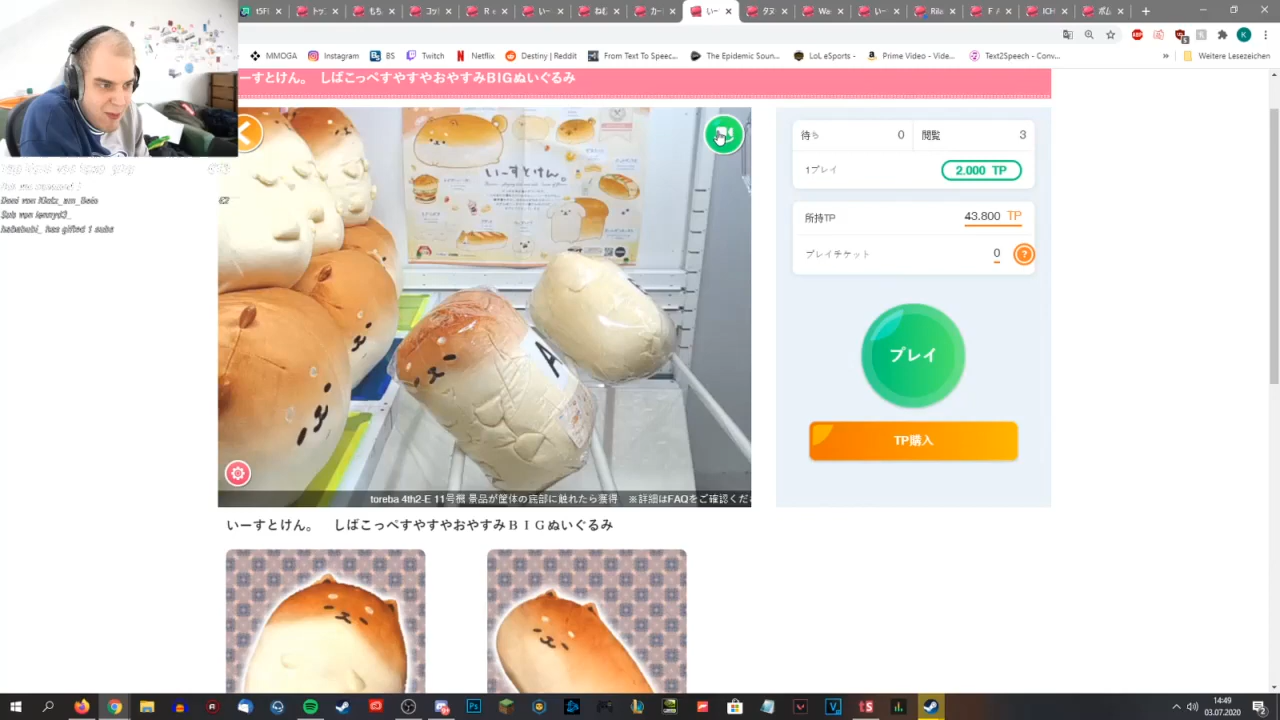 MMOGA
Instagram
BS
Twitch
Netflix
Destiny | Reddit
From Text To Speec...
The Epidemic Soun...
LoL eSports -
Prime Video - Vide...
Text2Speech - Conv...
»
Weitere Lesezeichen
ーすとけん。 しばこっぺすやすやおやすみBIGぬいぐるみ
Sub von lennyd3_
hababubi_ has gifted 1 subs
いーすとけん。
A
待ち 0 閲覧 3
1プレイ 2.000 TP
所持TP 43.800 TP
プレイチケット 0 ?
プレイ
TP購入
toreba 4th2-E 11号機 景品が筐体の底部に触れたら獲得 ※詳細はFAQをご確認くだ
いーすとけん。 しばこっぺすやすやおやすみＢＩＧぬいぐるみ
14:49
03.07.2020
2